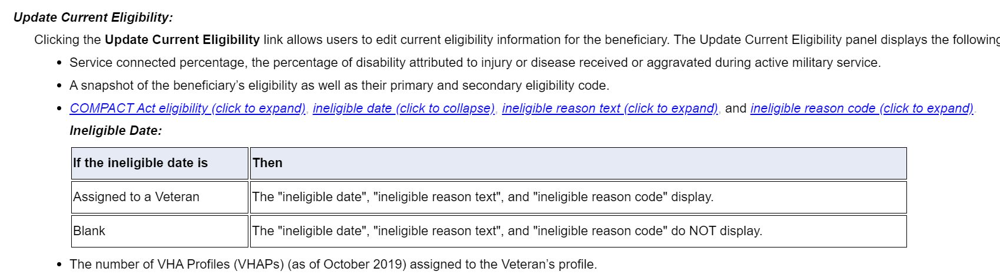 Update Current Eligibility:
Clicking the Update Current Eligibility link allows users to edit current eligibility information for the beneficiary. The Update Current Eligibility panel displays the following
• Service connected percentage, the percentage of disability attributed to injury or disease received or aggravated during active military service.
• A snapshot of the beneficiary’s eligibility as well as their primary and secondary eligibility code.
• COMPACT Act eligibility (click to expand), ineligible date (click to collapse), ineligible reason text (click to expand), and ineligible reason code (click to expand).
Ineligible Date:
If the ineligible date is Then
Assigned to a Veteran The "ineligible date", "ineligible reason text", and "ineligible reason code" display.
Blank The "ineligible date", "ineligible reason text", and "ineligible reason code" do NOT display.
• The number of VHA Profiles (VHAPs) (as of October 2019) assigned to the Veteran’s profile.